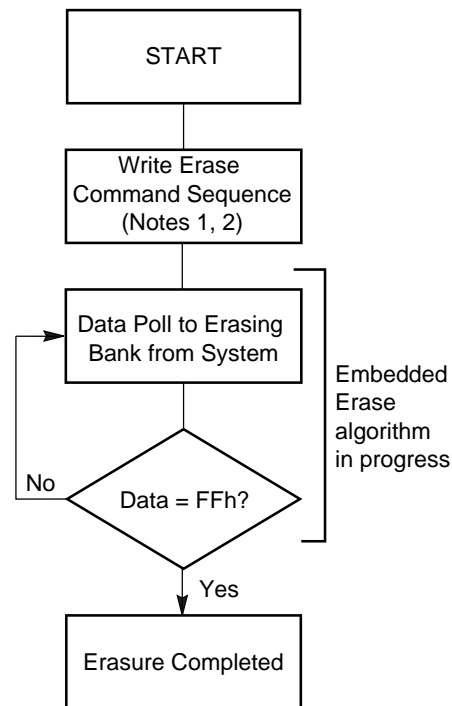 START
Write Erase
Command Sequence
(Notes 1, 2)
Data Poll to Erasing
Bank from System
Embedded
Erase
algorithm
in progress
No
Data = FFh?
Yes
Erasure Completed